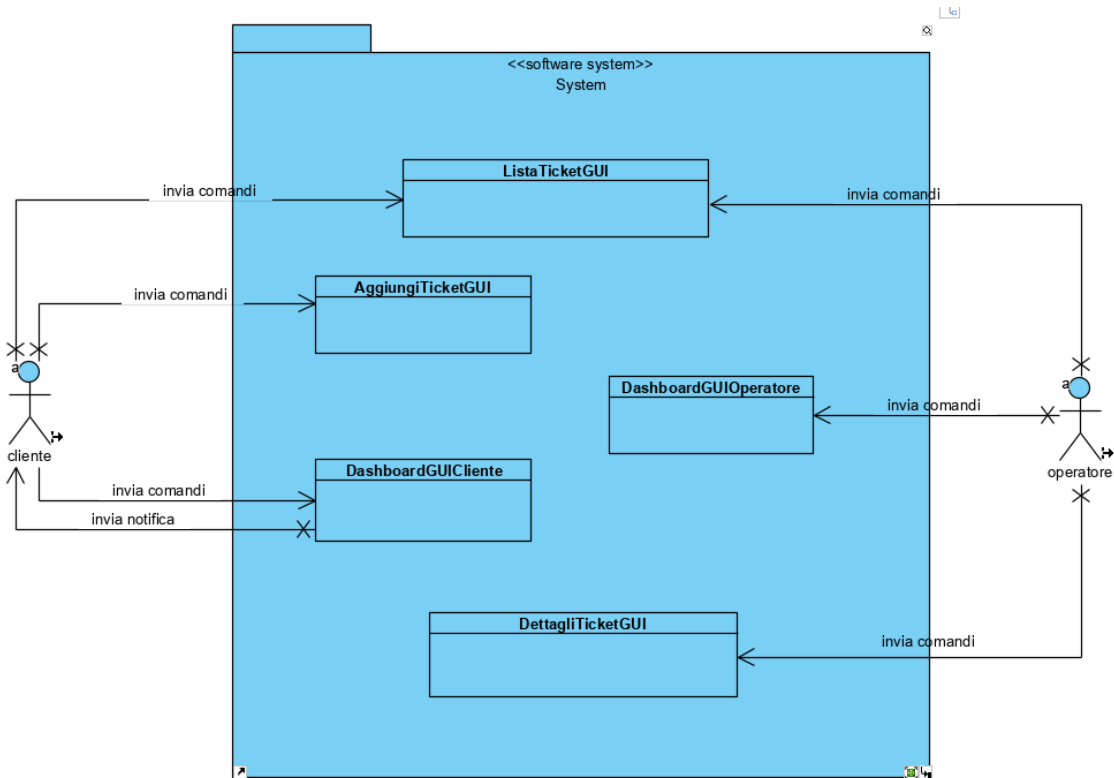 <<software system>>
System
ListaTicketGUI
invia comandi
invia comandi
AggiungiTicketGUI
invia comandi
a
cliente
DashboardGUIOperatore
invia comandi
a
operatore
DashboardGUICliente
invia comandi
invia notifica
DettagliTicketGUI
invia comandi